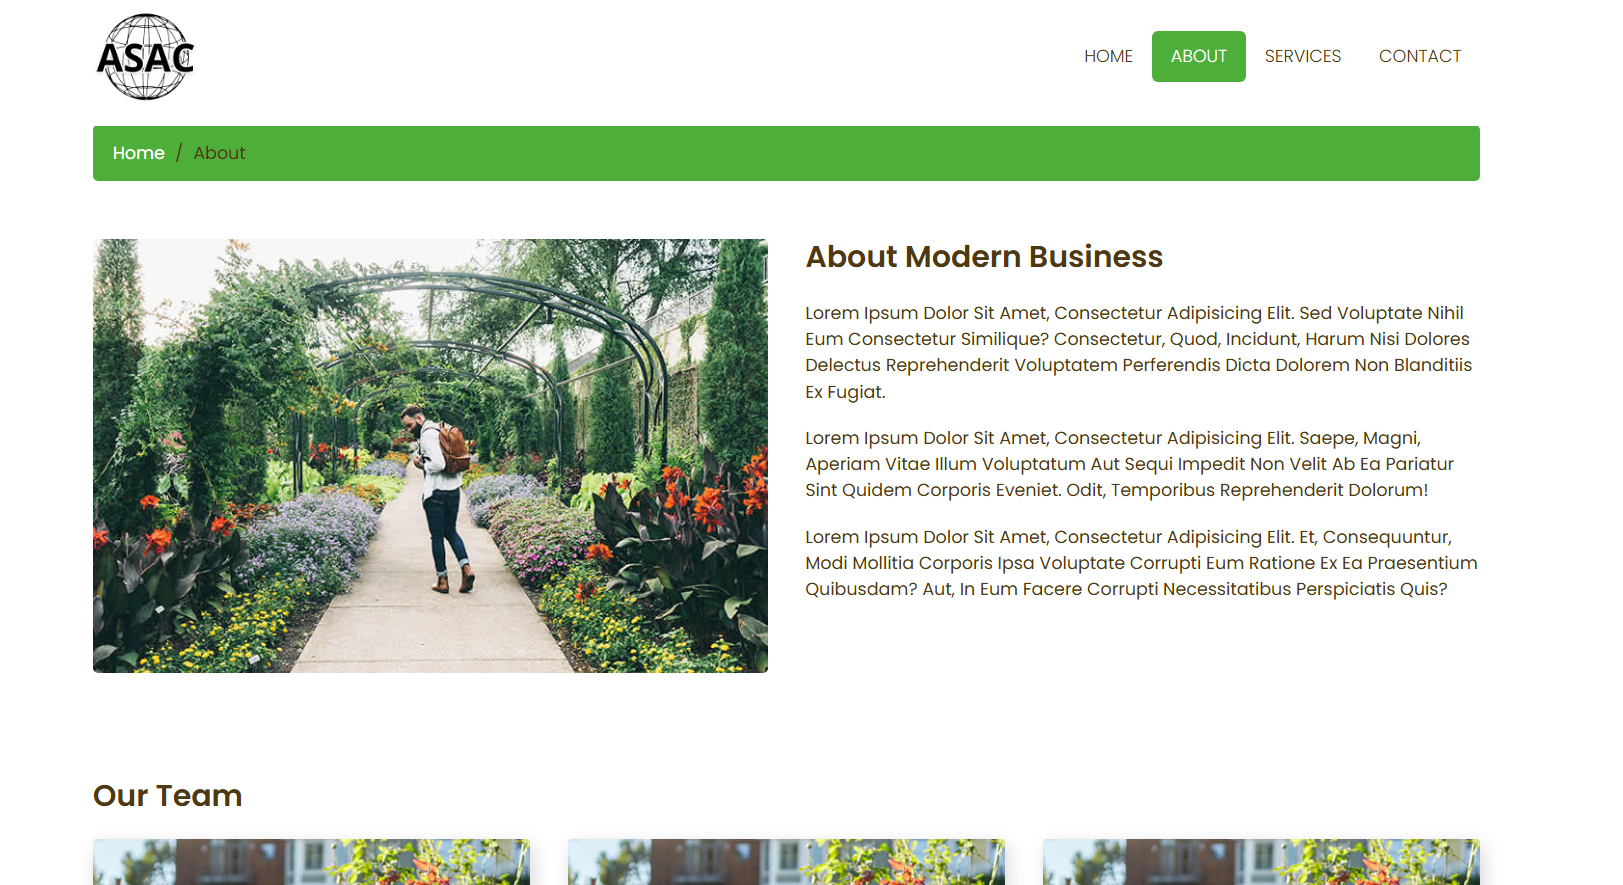 ASAC
HOME
ABOUT
SERVICES
CONTACT
Home / About
About Modern Business
Lorem Ipsum Dolor Sit Amet, Consectetur Adipisicing Elit. Sed Voluptate Nihil
Eum Consectetur Similique? Consectetur, Quod, Incidunt, Harum Nisi Dolores
Delectus Reprehenderit Voluptatem Perferendis Dicta Dolorem Non Blanditiis
Ex Fugiat.
Lorem Ipsum Dolor Sit Amet, Consectetur Adipisicing Elit. Saepe, Magni,
Aperiam Vitae Illum Voluptatum Aut Sequi Impedit Non Velit Ab Ea Pariatur
Sint Quidem Corporis Eveniet. Odit, Temporibus Reprehenderit Dolorum!
Lorem Ipsum Dolor Sit Amet, Consectetur Adipisicing Elit. Et, Consequuntur,
Modi Mollitia Corporis Ipsa Voluptate Corrupti Eum Ratione Ex Ea Praesentium
Quibusdam? Aut, In Eum Facere Corrupti Necessitatibus Perspiciatis Quis?
Our Team